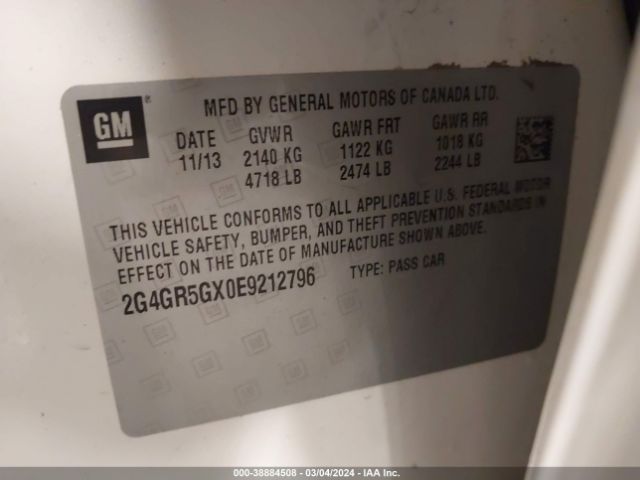 GM
MFD BY GENERAL MOTORS OF CANADA LTD.
DATE GVWR GAWR FRT GAWR RR
11/13 2140 KG 1122 KG 1018 KG
4718 LB 2474 LB 2244 LB
THIS VEHICLE CONFORMS TO ALL APPLICABLE U.S. FEDERAL MOTOR
VEHICLE SAFETY, BUMPER, AND THEFT PREVENTION STANDARDS IN
EFFECT ON THE DATE OF MANUFACTURE SHOWN ABOVE.
2G4GR5GX0E9212796 TYPE: PASS CAR
000-38884508 - 03/04/2024 - IAA Inc.